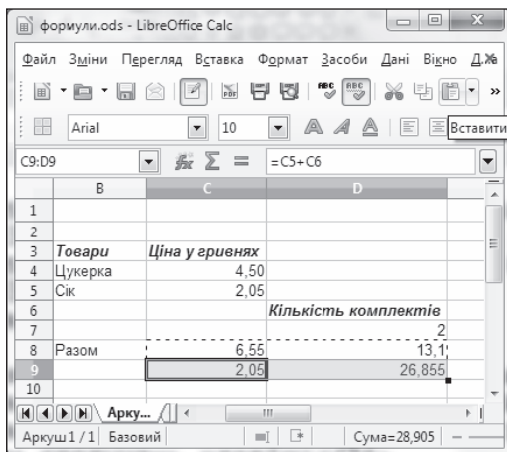 формули.ods - LibreOffice Calc
Файл Зміни Перегляд Вставка Формат Засоби Дані Вікно Д
Arial 10 Вставити
C9:D9 =C5+C6
B C D
1
2
3 Товари Ціна у гривнях
4 Цукерка 4,50
5 Сік 2,05
6 Кількість комплектів
7 2
8 Разом 6,55 13,1
9 2,05 26,855
10
Арку...
Аркуш1 / 1 Базовий Сума=28,905